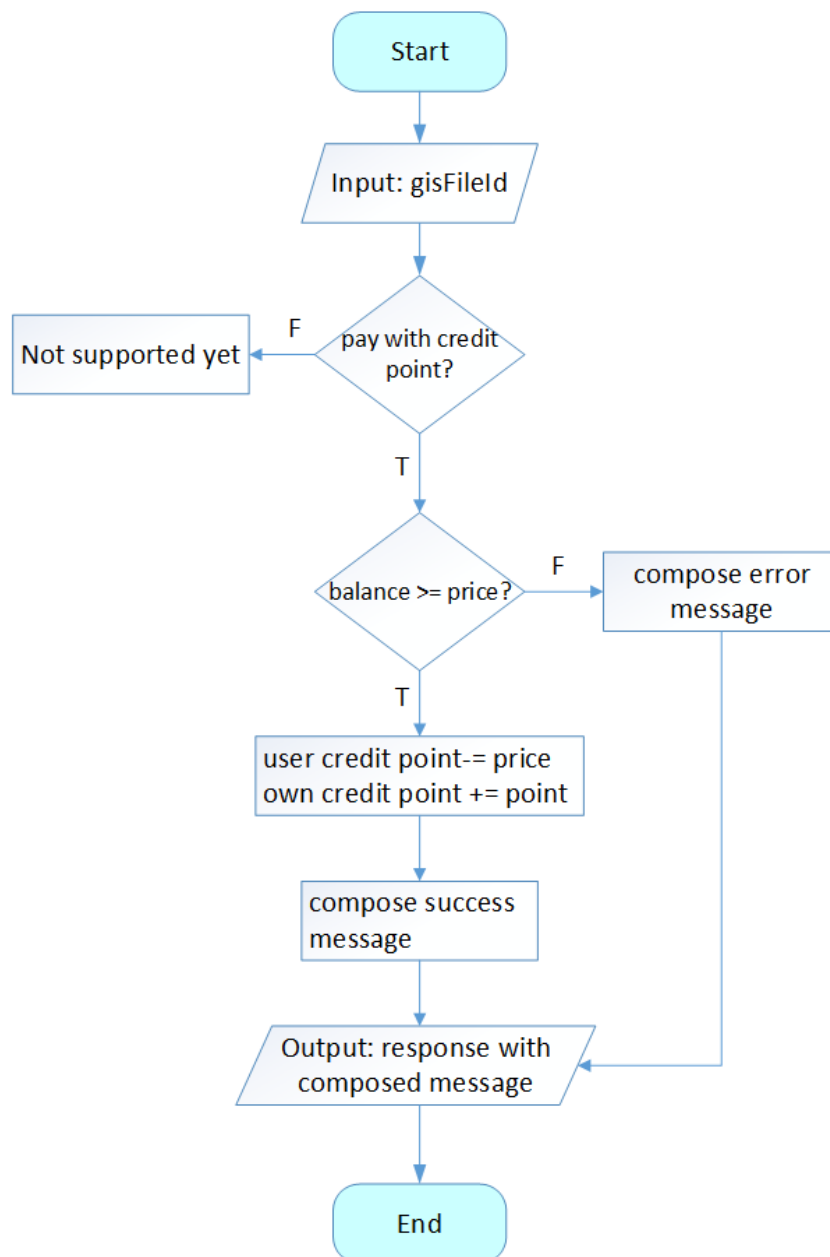 Start
Input: gisFileId
pay with credit
point?
F
Not supported yet
T
balance >= price?
F
compose error
message
T
user credit point-= price
own credit point += point
compose success
message
Output: response with
composed message
End